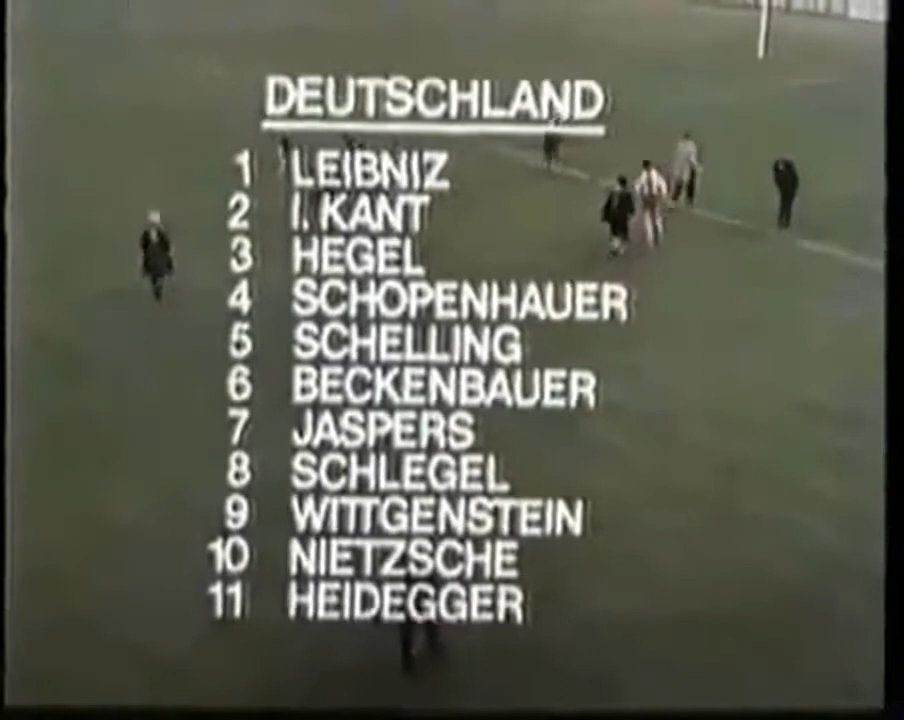 DEUTSCHLAND
1 LEIBNIZ
2 I. KANT
3 HEGEL
4 SCHOPENHAUER
5 SCHELLING
6 BECKENBAUER
7 JASPERS
8 SCHLEGEL
9 WITTGENSTEIN
10 NIETZSCHE
11 HEIDEGGER